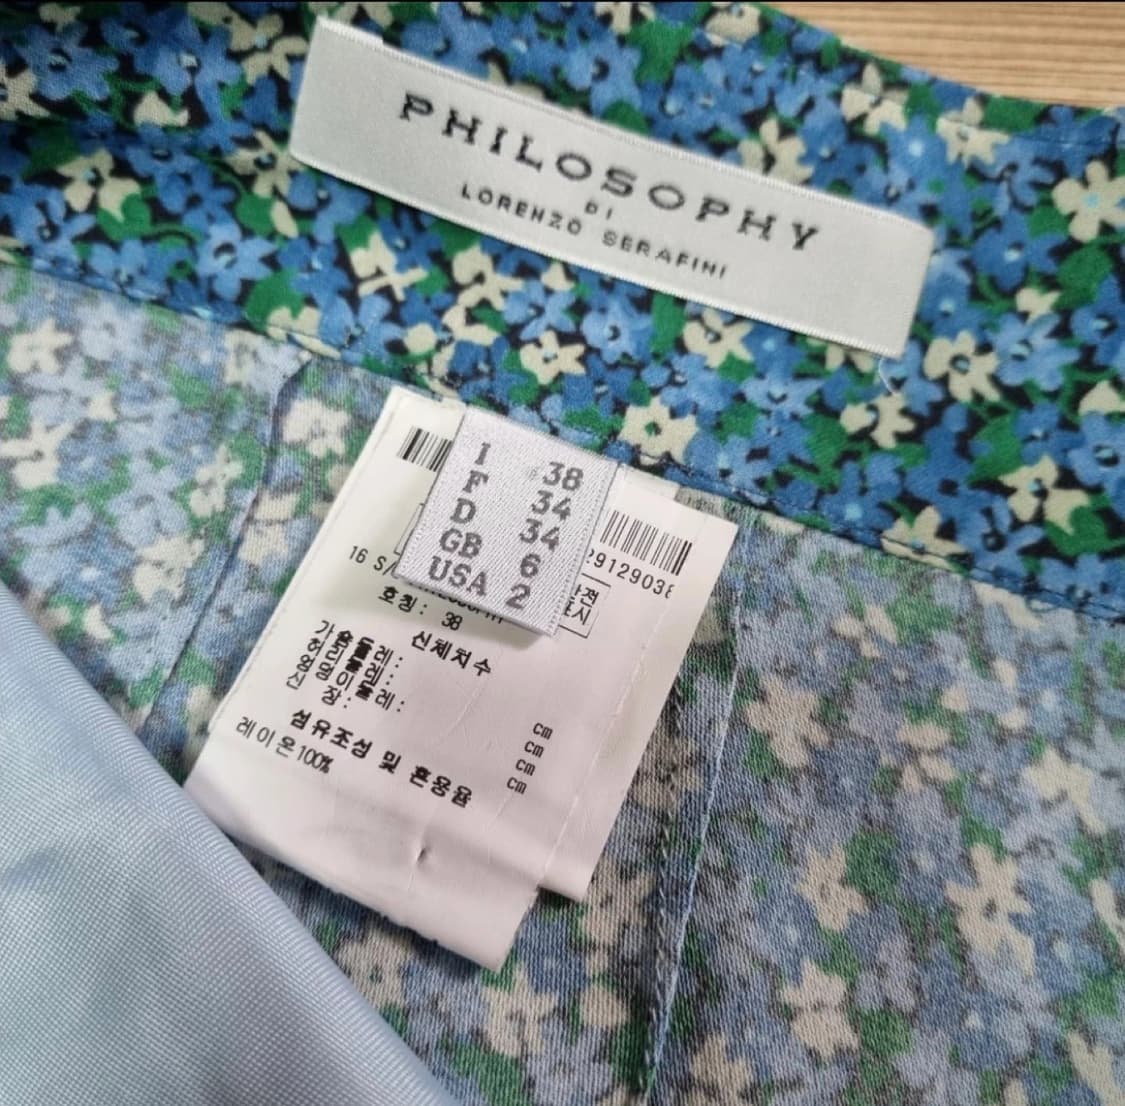 PHILOSOPHY
DI
LORENZO SERAFINI
I 38
F 34
D 34
GB 6
USA 2
2912903
16 S/
호칭: 38
신체치수
가슴둘레: cm
허리둘레: cm
엉덩이둘레: cm
신장: cm
섬유조성 및 혼용율
레이온100%